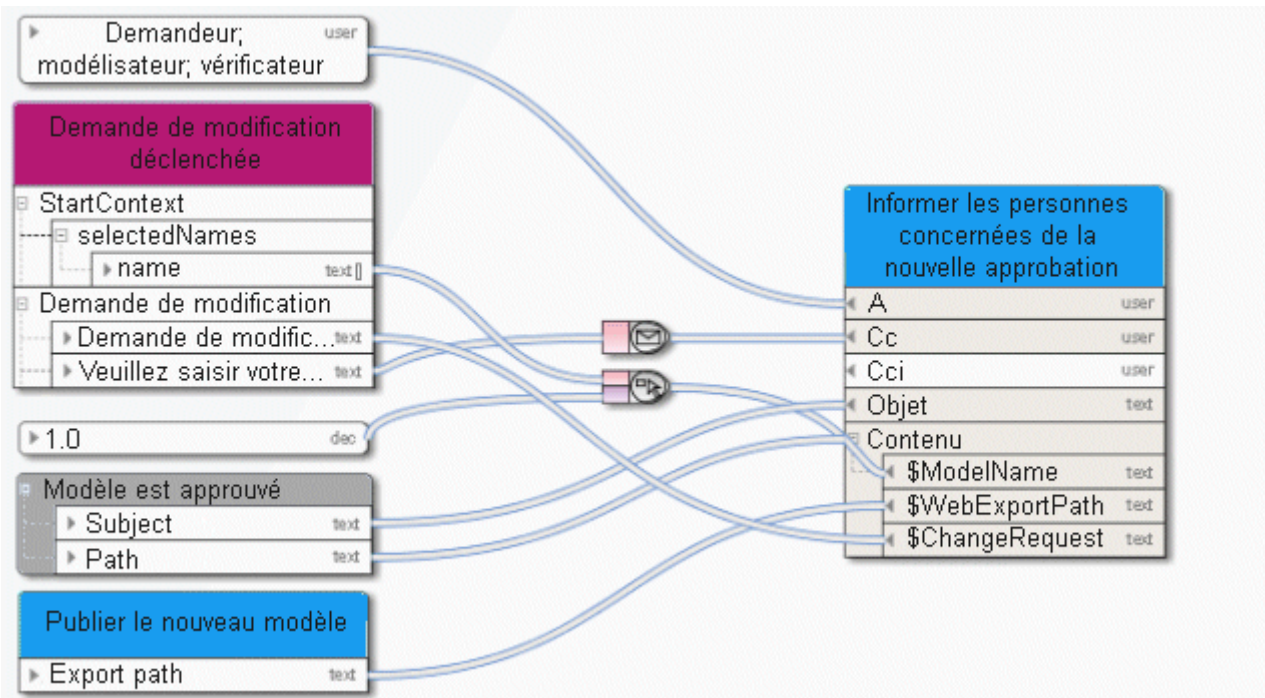 Demandeur; user
modélisateur; vérificateur
Demande de modification
déclenchée
StartContext
selectedNames
name text[]
Demande de modification
Demande de modific... text
Veuillez saisir votre... text
1.0 dec
Modèle est approuvé
Subject text
Path text
Publier le nouveau modèle
Export path text
Informer les personnes
concernées de la
nouvelle approbation
A user
Cc user
Cci user
Objet text
Contenu
$ModelName text
$WebExportPath text
$ChangeRequest text